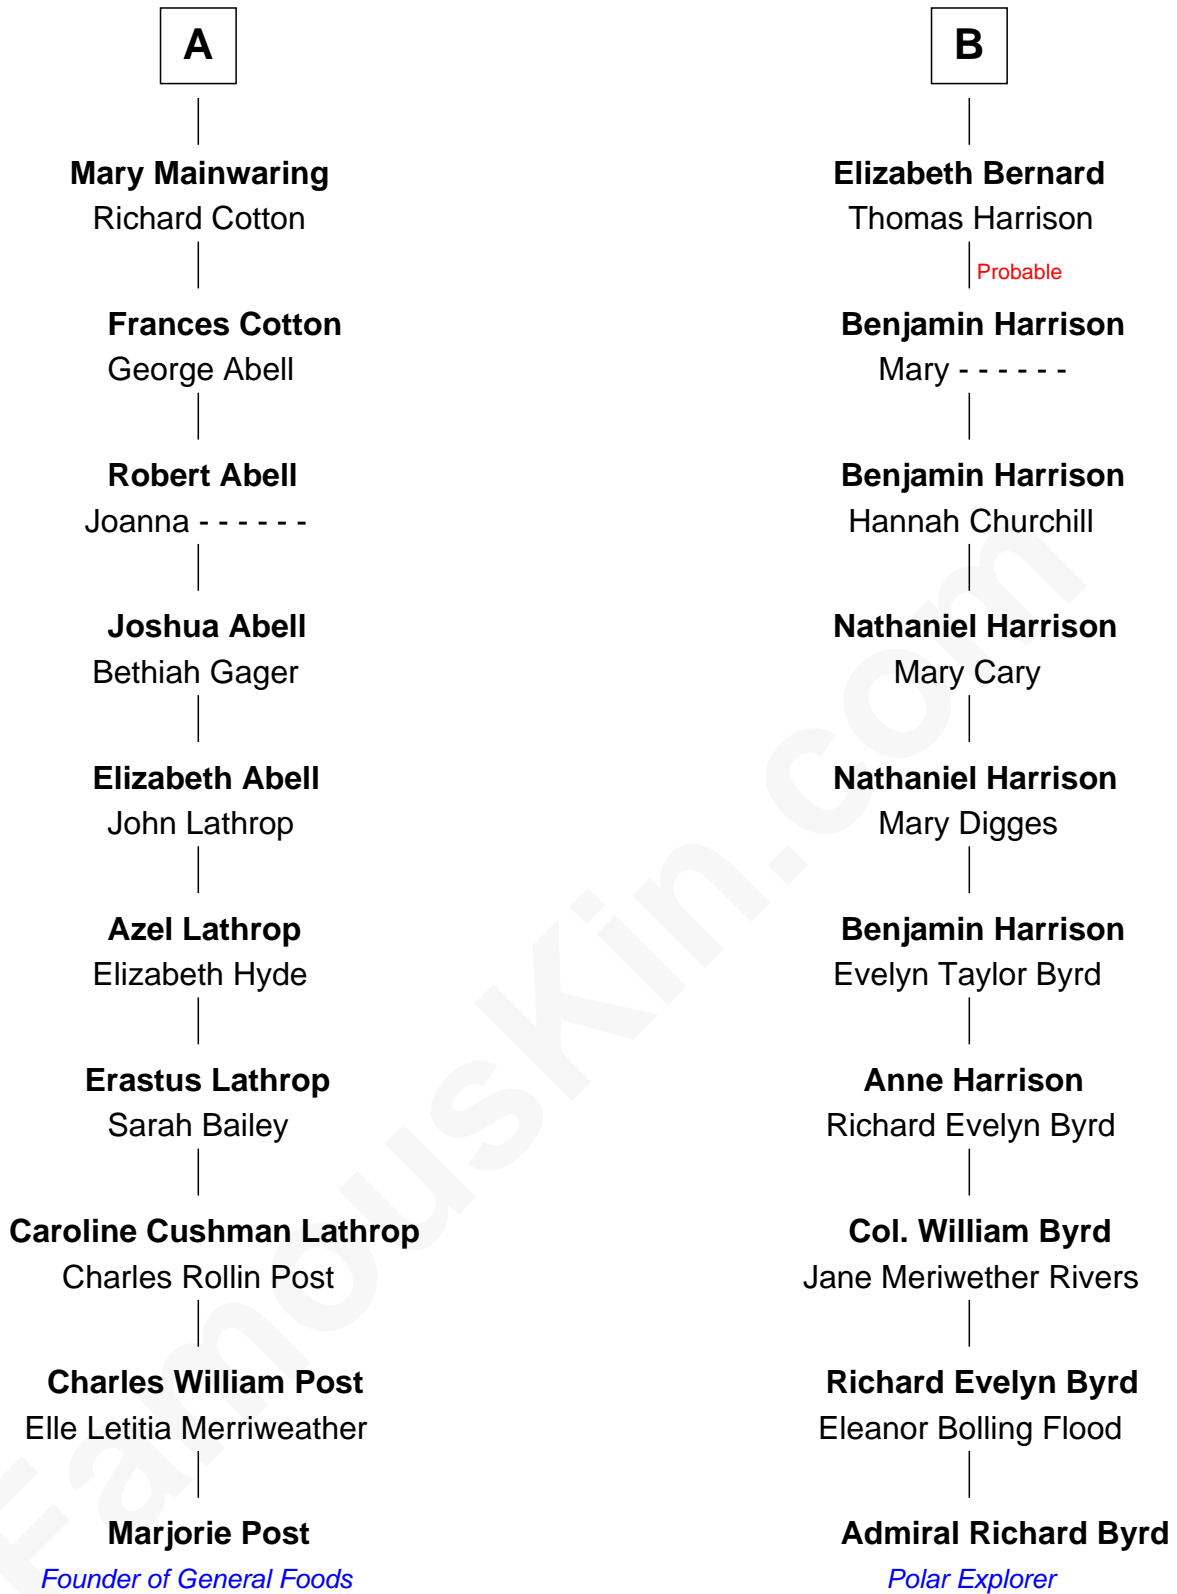 A
Mary Mainwaring
Richard Cotton
Frances Cotton
George Abell
Robert Abell
Joanna - - - - - -
Joshua Abell
Bethiah Gager
Elizabeth Abell
John Lathrop
Azel Lathrop
Elizabeth Hyde
Erastus Lathrop
Sarah Bailey
Caroline Cushman Lathrop
Charles Rollin Post
Charles William Post
Elle Letitia Merriweather
Marjorie Post
Founder of General Foods
B
Elizabeth Bernard
Thomas Harrison
Probable
Benjamin Harrison
Mary - - - - - -
Benjamin Harrison
Hannah Churchill
Nathaniel Harrison
Mary Cary
Nathaniel Harrison
Mary Digges
Benjamin Harrison
Evelyn Taylor Byrd
Anne Harrison
Richard Evelyn Byrd
Col. William Byrd
Jane Meriwether Rivers
Richard Evelyn Byrd
Eleanor Bolling Flood
Admiral Richard Byrd
Polar Explorer
FamousKin.com